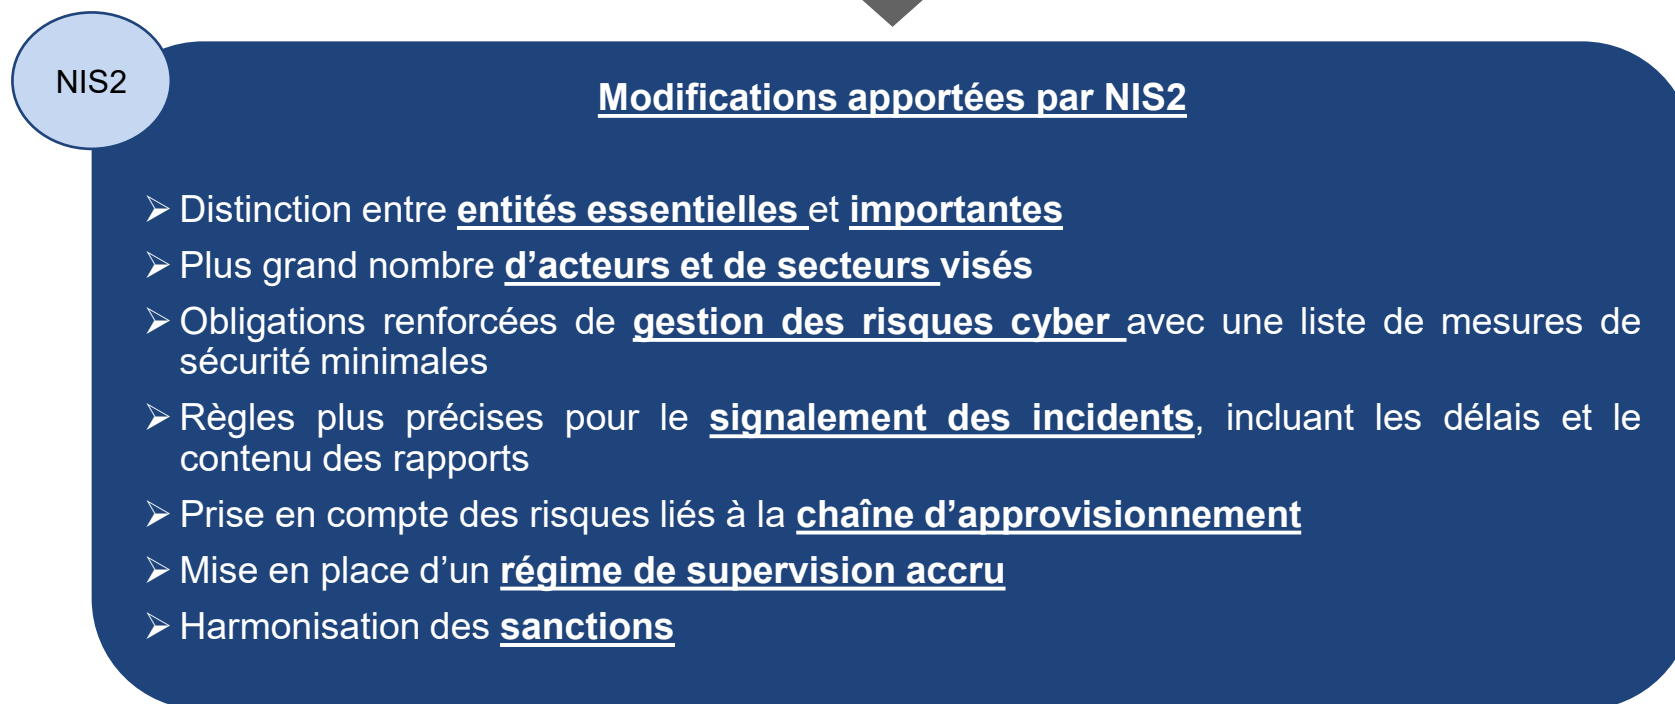 NIS2
Modifications apportées par NIS2
➢ Distinction entre entités essentielles et importantes
➢ Plus grand nombre d’acteurs et de secteurs visés
➢ Obligations renforcées de gestion des risques cyber avec une liste de mesures de
sécurité minimales
➢ Règles plus précises pour le signalement des incidents, incluant les délais et le
contenu des rapports
➢ Prise en compte des risques liés à la chaîne d’approvisionnement
➢ Mise en place d’un régime de supervision accru
➢ Harmonisation des sanctions